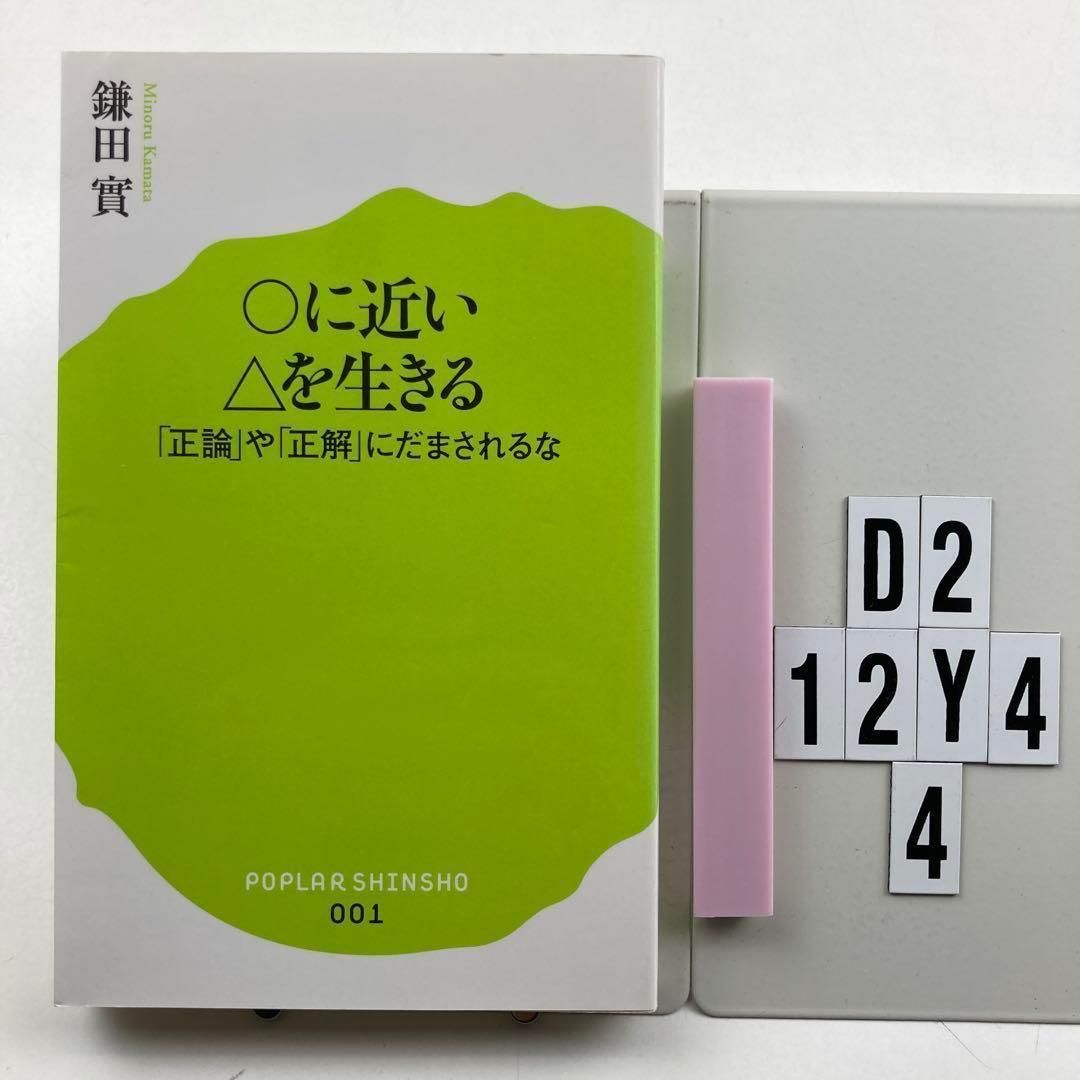 鎌田 實
Minoru Kamata
○に近い
△を生きる
「正論」や「正解」にだまされるな
POPLAR SHINSHO
001
D2
12Y4
4